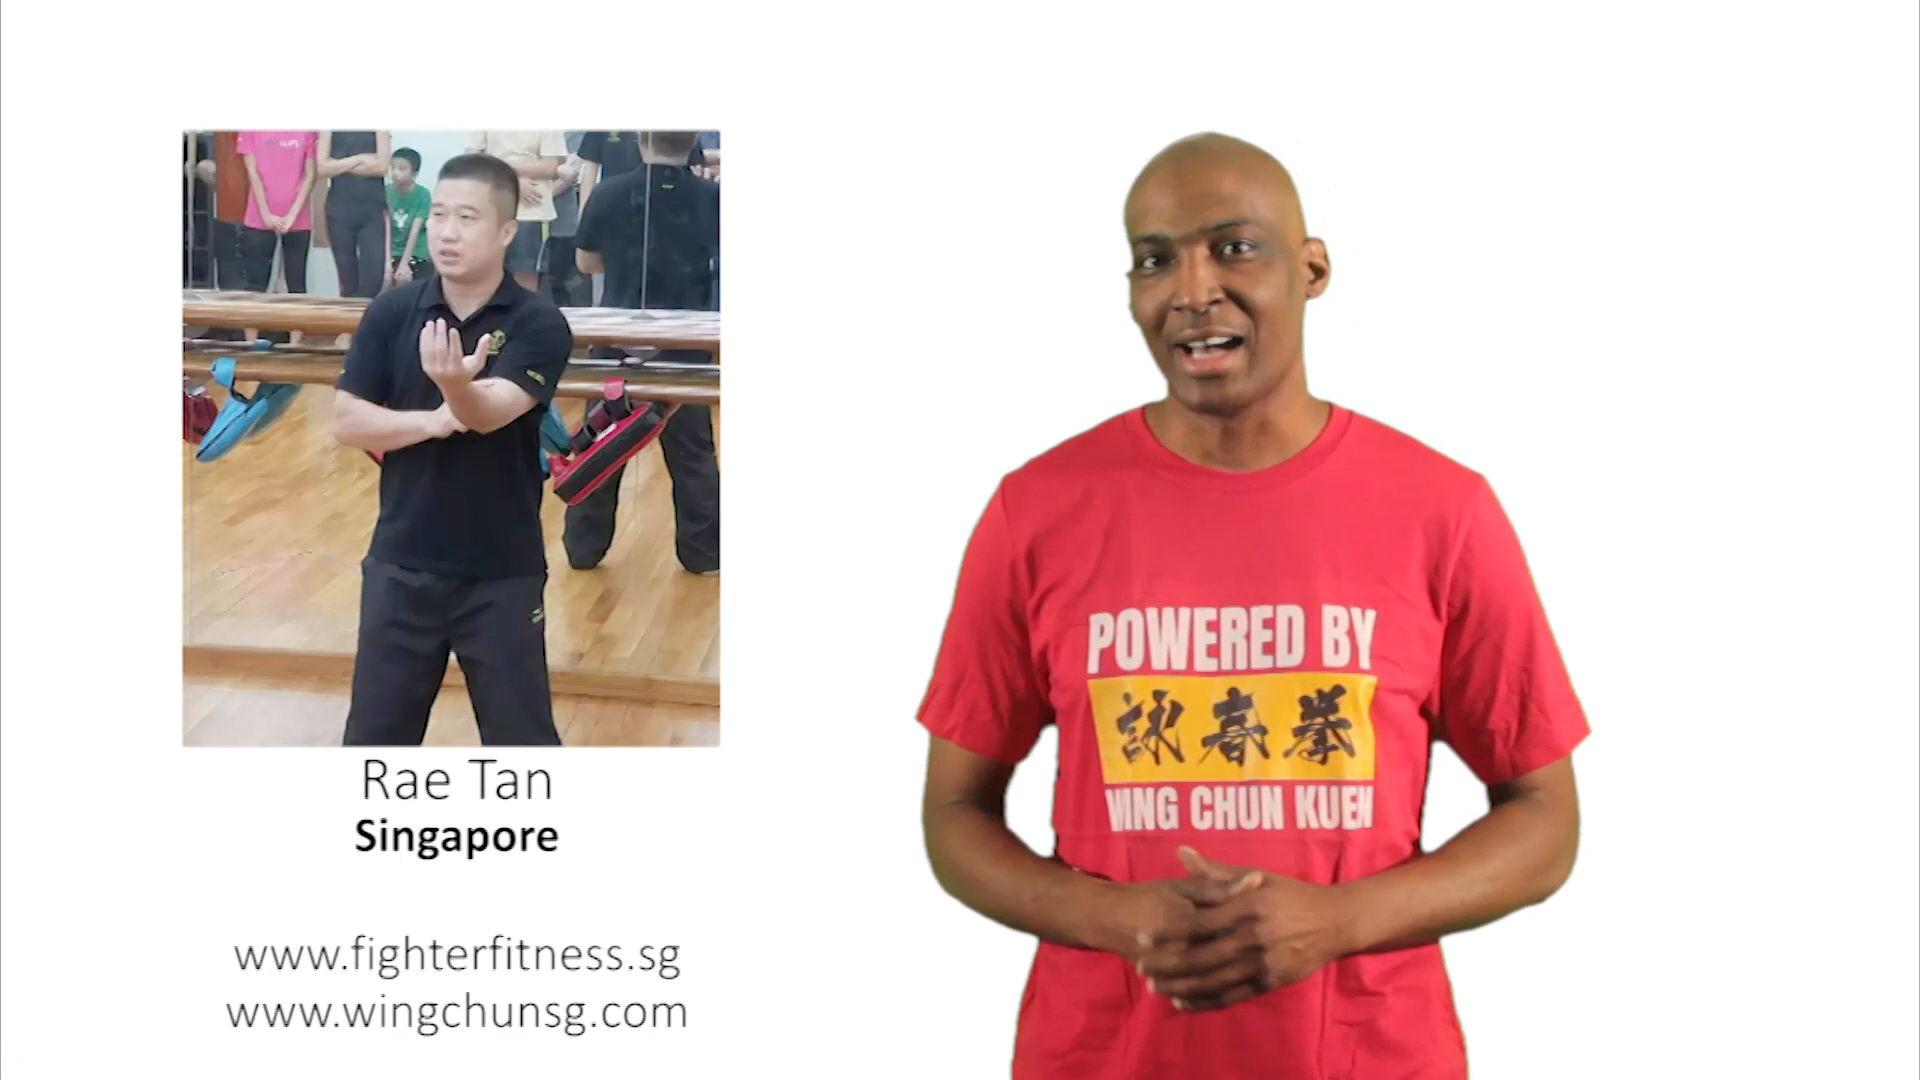 Rae Tan
Singapore
www.fighterfitness.sg
www.wingchunsg.com
POWERED BY
詠春拳
WING CHUN KUEN